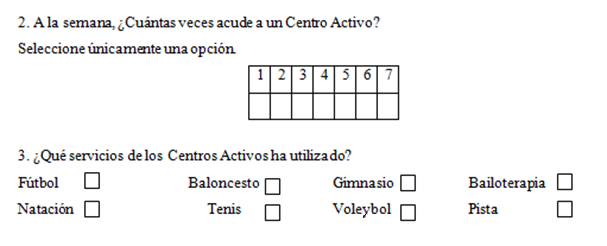 2. A la semana, ¿Cuántas veces acude a un Centro Activo?
Seleccione únicamente una opción.
1 2 3 4 5 6 7
3. ¿Qué servicios de los Centros Activos ha utilizado?
Fútbol Baloncesto Gimnasio Bailoterapia
Natación Tenis Voleybol Pista